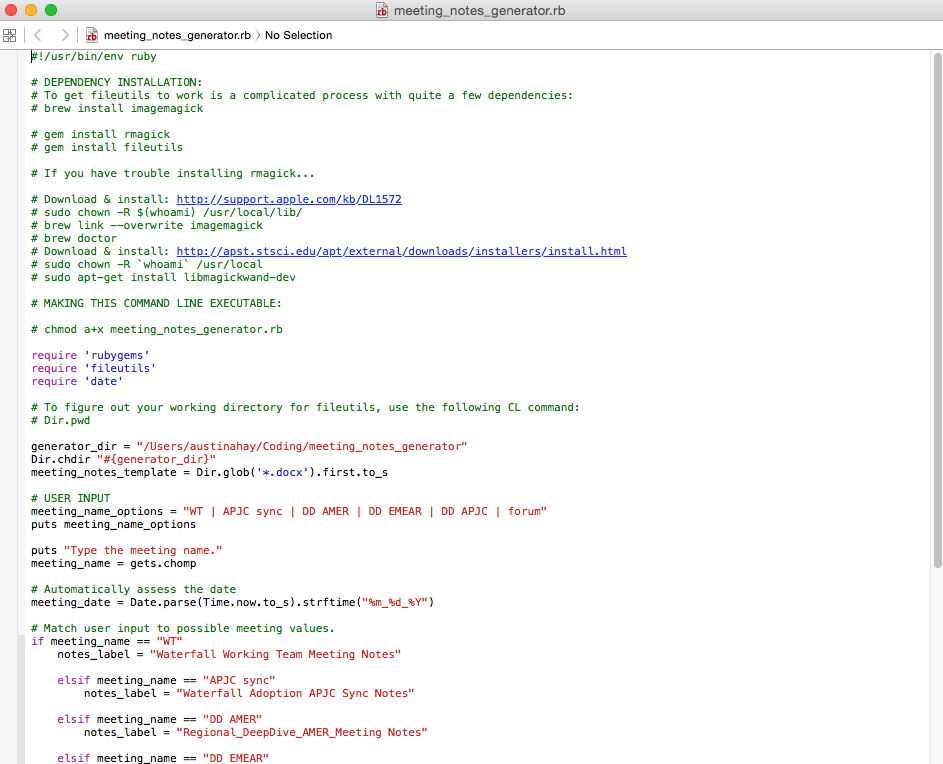 meeting_notes_generator.rb
meeting_notes_generator.rb 〉 No Selection
#!/usr/bin/env ruby
# DEPENDENCY INSTALLATION:
# To get fileutils to work is a complicated process with quite a few dependencies:
# brew install imagemagick
# gem install rmagick
# gem install fileutils
# If you have trouble installing rmagick...
# Download & install: http://support.apple.com/kb/DL1572
# sudo chown -R $(whoami) /usr/local/lib/
# brew link --overwrite imagemagick
# brew doctor
# Download & install: http://apst.stsci.edu/apt/external/downloads/installers/install.html
# sudo chown -R `whoami` /usr/local
# sudo apt-get install libmagickwand-dev
# MAKING THIS COMMAND LINE EXECUTABLE:
# chmod a+x meeting_notes_generator.rb
require 'rubygems'
require 'fileutils'
require 'date'
# To figure out your working directory for fileutils, use the following CL command:
# Dir.pwd
generator_dir = "/Users/austinahay/Coding/meeting_notes_generator"
Dir.chdir "#{generator_dir}"
meeting_notes_template = Dir.glob('*.docx').first.to_s
# USER INPUT
meeting_name_options = "WT | APJC sync | DD AMER | DD EMEAR | DD APJC | forum"
puts meeting_name_options
puts "Type the meeting name."
meeting_name = gets.chomp
# Automatically assess the date
meeting_date = Date.parse(Time.now.to_s).strftime("%m_%d_%Y")
# Match user input to possible meeting values.
if meeting_name == "WT"
notes_label = "Waterfall Working Team Meeting Notes"
elsif meeting_name == "APJC sync"
notes_label = "Waterfall Adoption APJC Sync Notes"
elsif meeting_name == "DD AMER"
notes_label = "Regional_DeepDive_AMER_Meeting Notes"
elsif meeting_name == "DD EMEAR"